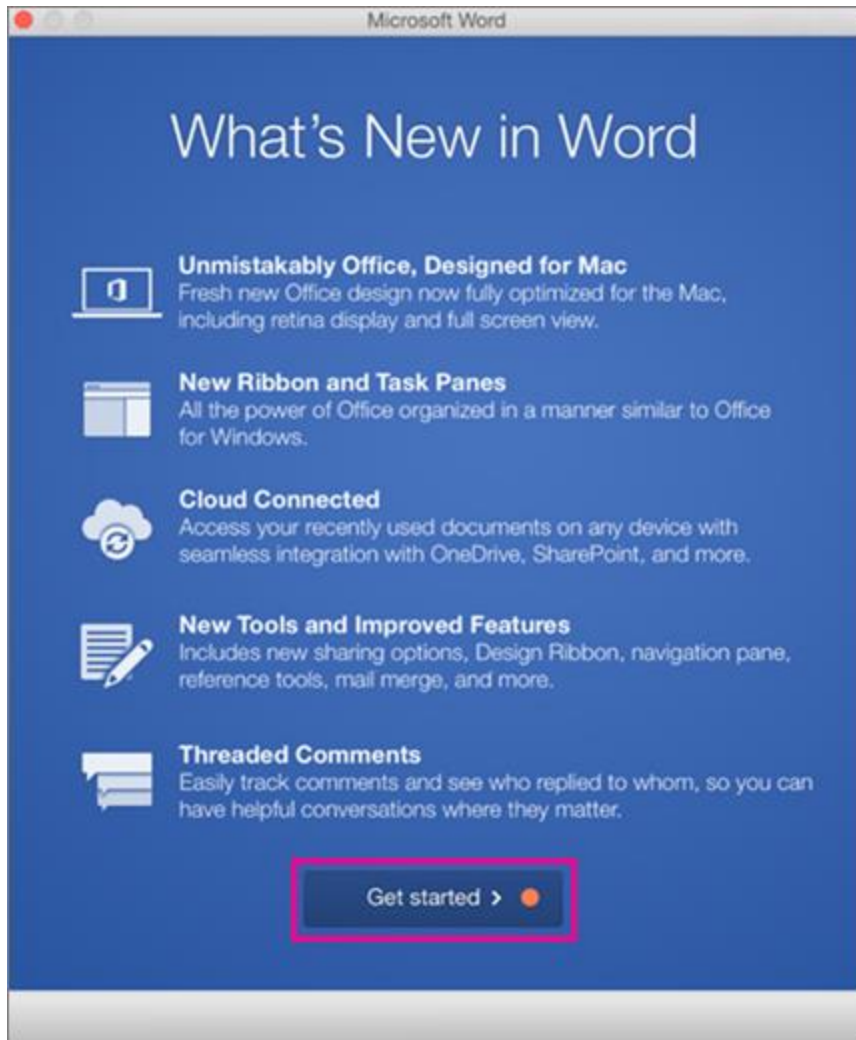 Microsoft Word
What's New in Word
Unmistakably Office, Designed for Mac
Fresh new Office design now fully optimized for the Mac,
including retina display and full screen view.
New Ribbon and Task Panes
All the power of Office organized in a manner similar to Office
for Windows.
Cloud Connected
Access your recently used documents on any device with
seamless integration with OneDrive, SharePoint, and more.
New Tools and Improved Features
Includes new sharing options, Design Ribbon, navigation pane,
reference tools, mail merge, and more.
Threaded Comments
Easily track comments and see who replied to whom, so you can
have helpful conversations where they matter.
Get started >